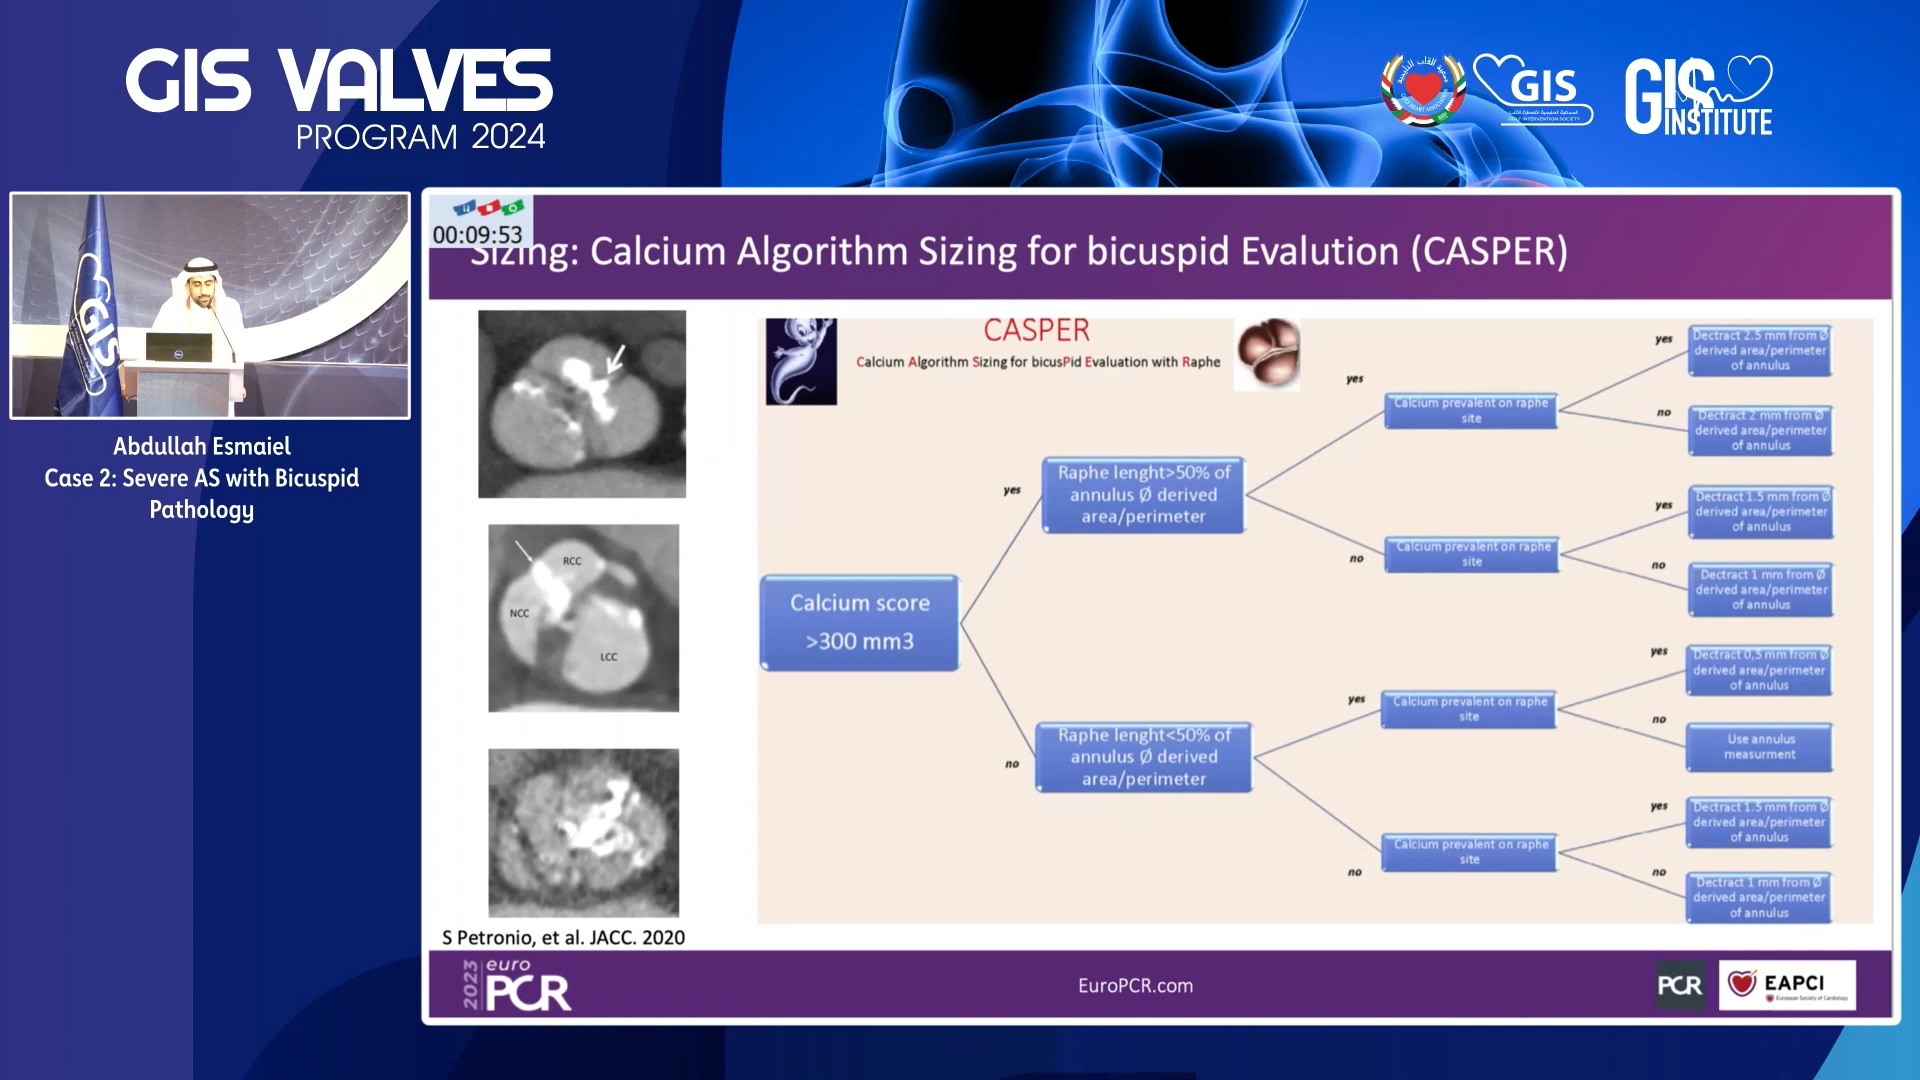 GIS VALVES
PROGRAM 2024
GIS
GIS
INSTITUTE
GIS
Abdullah Esmaiel
Case 2: Severe AS with Bicuspid
Pathology
00:09:53
Sizing: Calcium Algorithm Sizing for bicuspid Evalution (CASPER)
CASPER
Calcium Algorithm Sizing for bicusPid Evaluation with Raphe
RCC
NCC
LCC
S Petronio, et al. JACC. 2020
Calcium score
>300 mm3
yes
no
Raphe lenght>50% of
annulus Ø derived
area/perimeter
Raphe lenght<50% of
annulus Ø derived
area/perimeter
yes
Calcium prevalent on raphe
site
no
Calcium prevalent on raphe
site
yes
Calcium prevalent on raphe
site
no
Calcium prevalent on raphe
site
yes
Dectract 2.5 mm from Ø
derived area/perimeter
of annulus
no
Dectract 2 mm from Ø
derived area/perimeter
of annulus
yes
Dectract 1.5 mm from Ø
derived area/perimeter
of annulus
no
Dectract 1 mm from Ø
derived area/perimeter
of annulus
yes
Dectract 0,5 mm from Ø
derived area/perimeter
of annulus
no
Use annulus
measurment
yes
Dectract 1.5 mm from Ø
derived area/perimeter
of annulus
no
Dectract 1 mm from Ø
derived area/perimeter
of annulus
2023
euro
PCR
EuroPCR.com
PCR
EAPCI
European Society of Cardiology